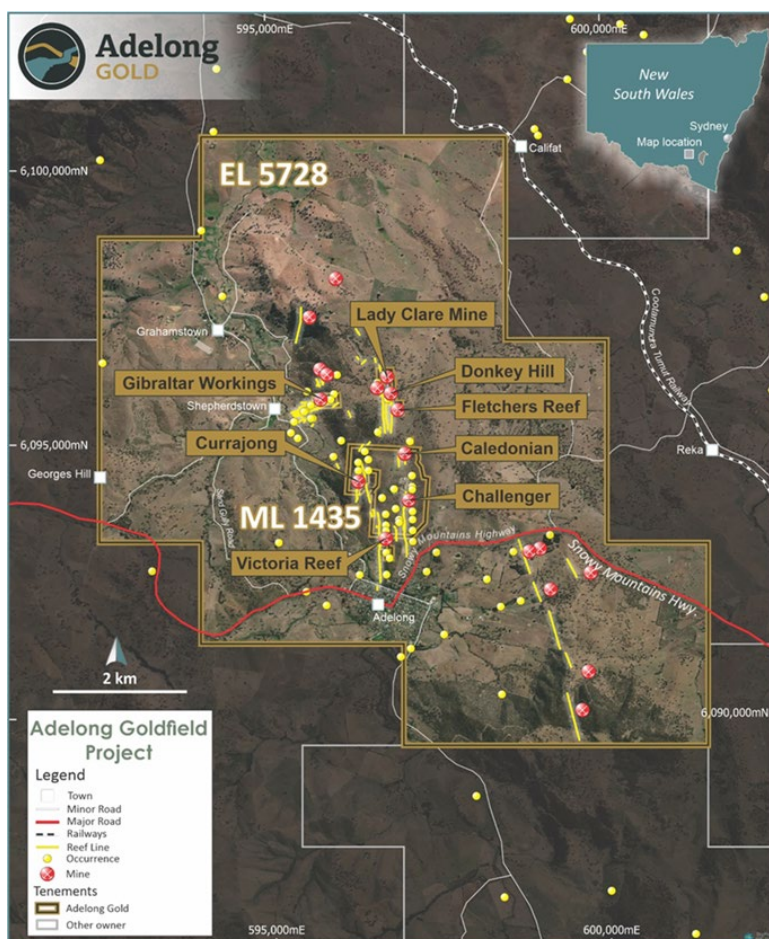 Adelong
GOLD
595,000mE
600,000mE
New
South Wales
Sydney
Map location
Califat
6,100,000mN
EL 5728
Cootamundra Tumut Railway
Grahamstown
Lady Clare Mine
Donkey Hill
Gibraltar Workings
Shepherdstown
Fletchers Reef
Currajong
Caledonian
6,095,000mN
Reka
Georges Hill
Challenger
ML 1435
Sand Gully Road
Snowy Mountains Highway
Victoria Reef
Snowy Mountains Hwy.
Adelong
2 km
6,090,000mN
Adelong Goldfield
Project
Legend
Town
Minor Road
Major Road
Railways
Reef Line
Occurrence
Mine
Tenements
Adelong Gold
Other owner
595,000mE
600,000mE